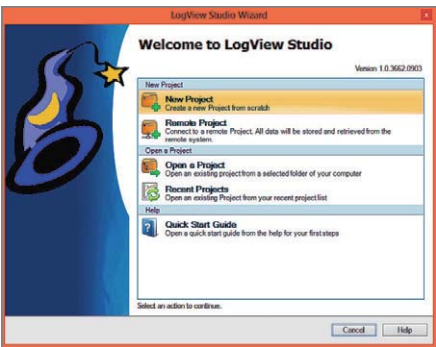 LogView Studio Wizard
Welcome to LogView Studio
Version 1.0.3662.0903
New Project
New Project
Create a new Project from scratch
Remote Project
Connect to a remote Project. All data will be stored and retrieved from the
remote system.
Open a Project
Open a Project
Open an existing project from a selected folder of your computer
Recent Projects
Open an existing Project from your recent project list
Help
Quick Start Guide
Open a quick start guide from the help for your first steps
Select an action to continue.
Cancel
Help